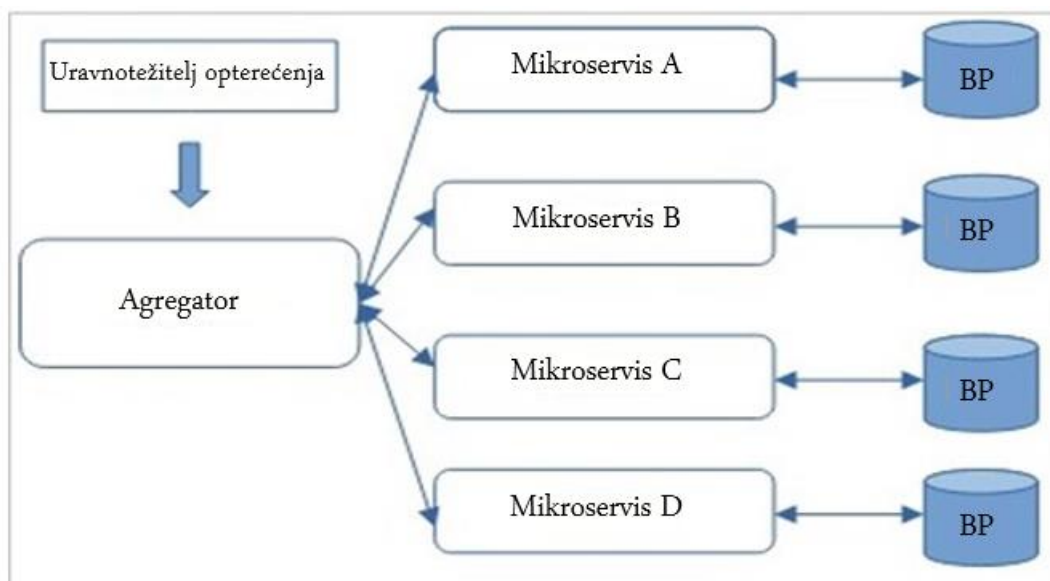 Uravnotežitelj opterećenja
Mikroservis A
BP
Mikroservis B
BP
Agregator
Mikroservis C
BP
Mikroservis D
BP